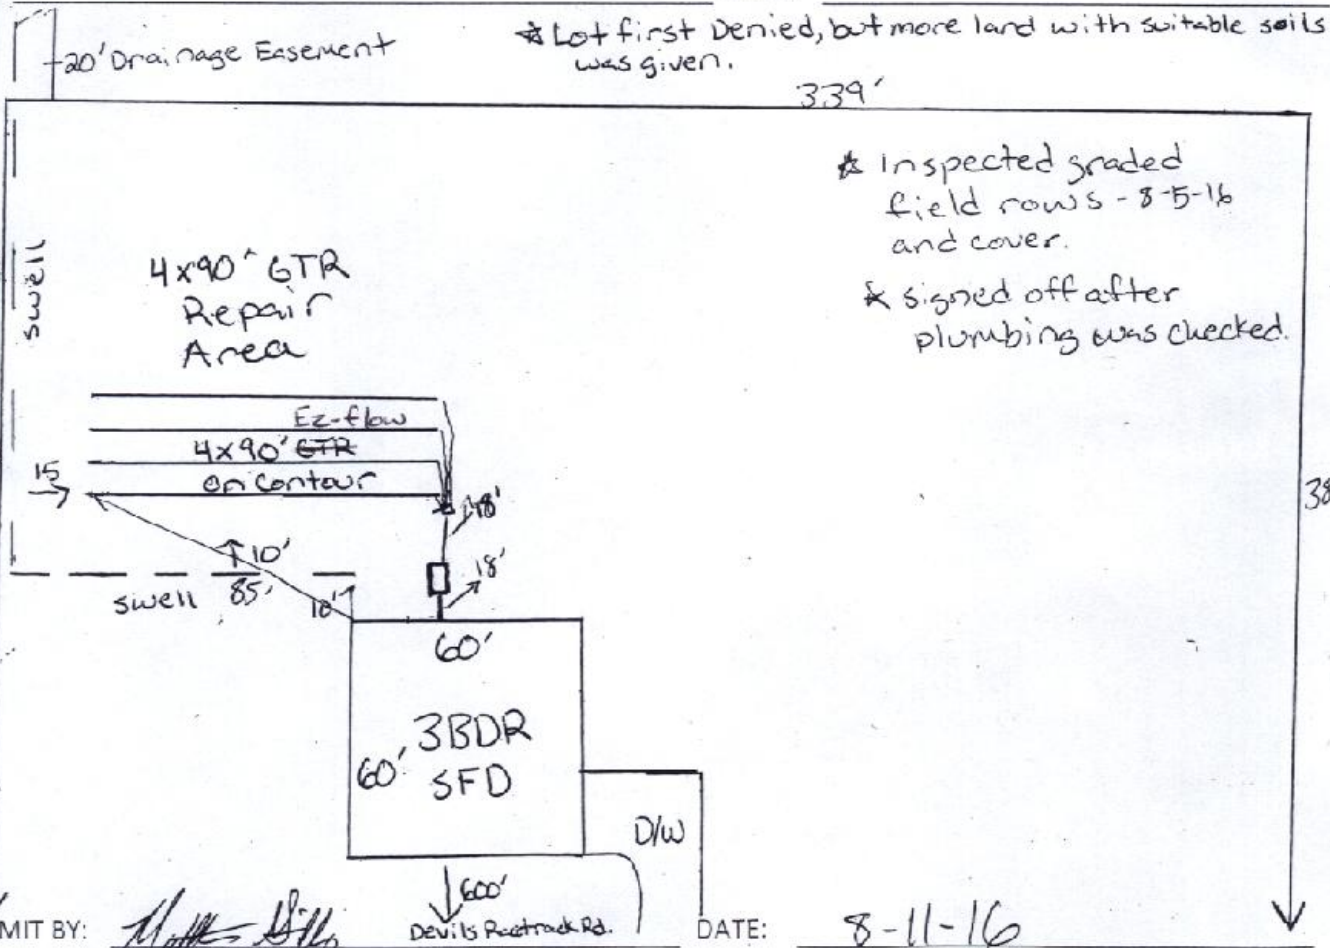 20' Drainage Easement
* Lot first Denied, but more land with suitable soils
was given.
339'
* Inspected graded
field rows - 8-5-16
and cover.
* signed off after
plumbing was checked.
swell
4x90' GTR
Repair
Area
Ez-flow
4x90' GTR
on contour
15
18'
38
10'
18'
swell 85' 10'
60'
3BDR
60' SFD
D/W
600'
Devils Racetrack Rd.
MIT BY:
DATE: 8-11-16